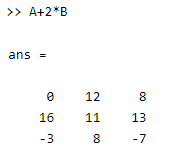 >> A+2*B
ans =
0 12 8
16 11 13
-3 8 -7